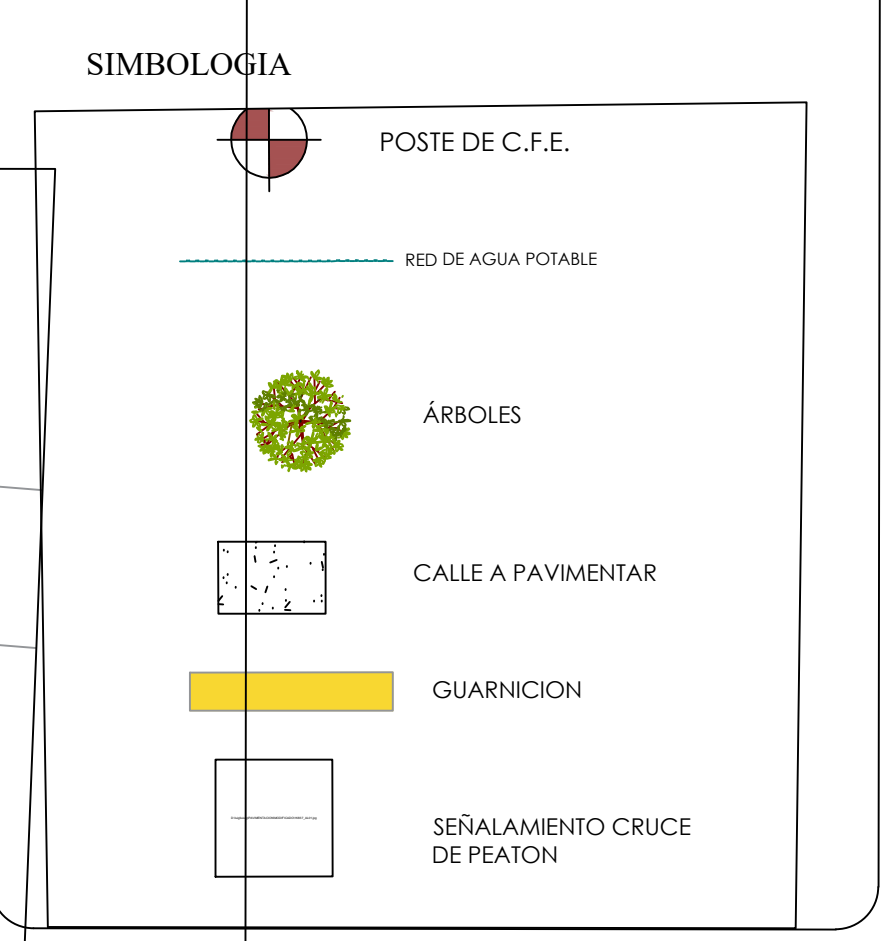 SIMBOLOGIA
POSTE DE C.F.E.
RED DE AGUA POTABLE
ÁRBOLES
CALLE A PAVIMENTAR
GUARNICION
SEÑALAMIENTO CRUCE
DE PEATON